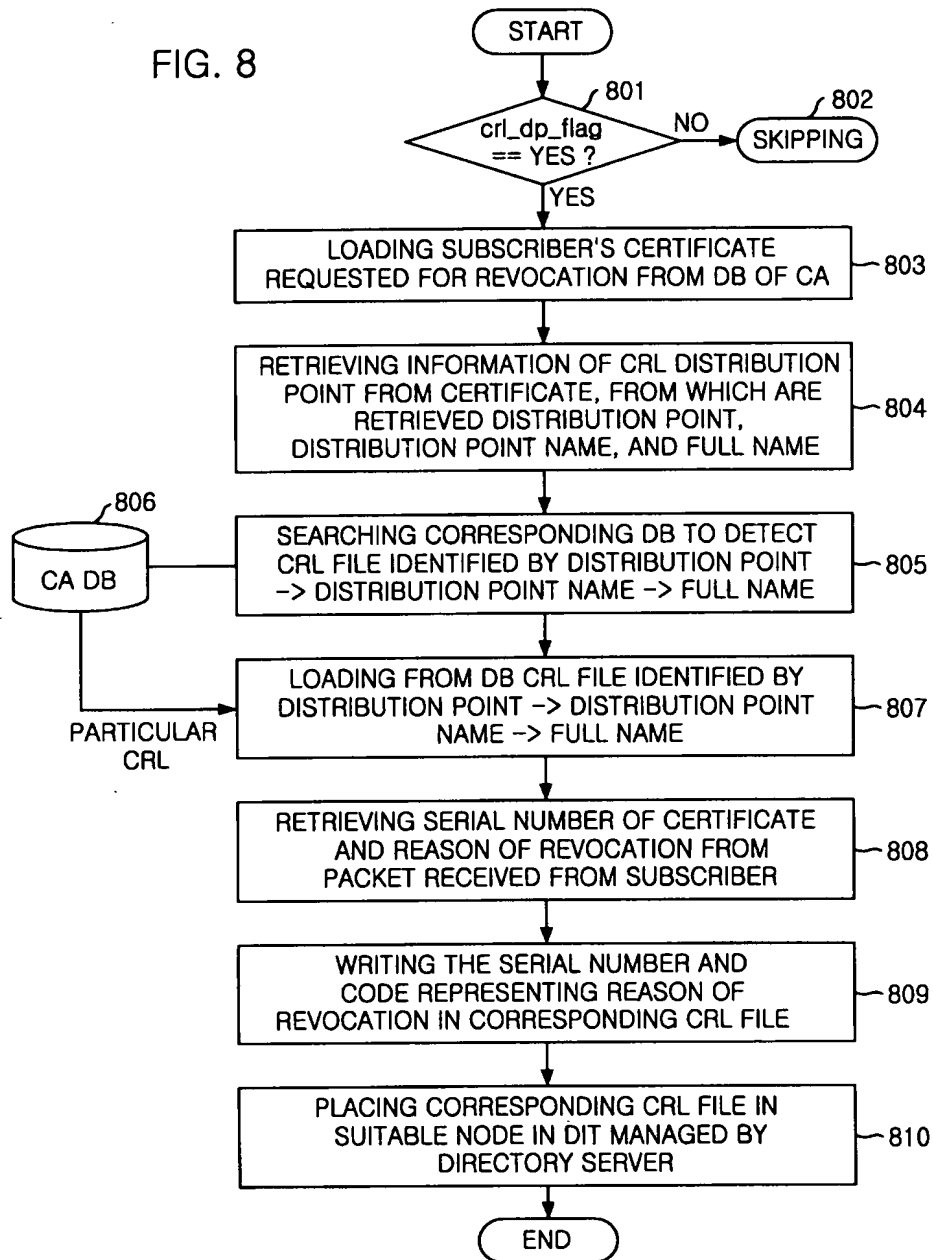 FIG. 8
START
801
crl_dp_flag
== YES ?
NO
802
SKIPPING
YES
LOADING SUBSCRIBER'S CERTIFICATE
REQUESTED FOR REVOCATION FROM DB OF CA
803
RETRIEVING INFORMATION OF CRL DISTRIBUTION
POINT FROM CERTIFICATE, FROM WHICH ARE
RETRIEVED DISTRIBUTION POINT,
DISTRIBUTION POINT NAME, AND FULL NAME
804
806
CA DB
SEARCHING CORRESPONDING DB TO DETECT
CRL FILE IDENTIFIED BY DISTRIBUTION POINT
-> DISTRIBUTION POINT NAME -> FULL NAME
805
PARTICULAR
CRL
LOADING FROM DB CRL FILE IDENTIFIED BY
DISTRIBUTION POINT -> DISTRIBUTION POINT
NAME -> FULL NAME
807
RETRIEVING SERIAL NUMBER OF CERTIFICATE
AND REASON OF REVOCATION FROM
PACKET RECEIVED FROM SUBSCRIBER
808
WRITING THE SERIAL NUMBER AND
CODE REPRESENTING REASON OF
REVOCATION IN CORRESPONDING CRL FILE
809
PLACING CORRESPONDING CRL FILE IN
SUITABLE NODE IN DIT MANAGED BY
DIRECTORY SERVER
810
END